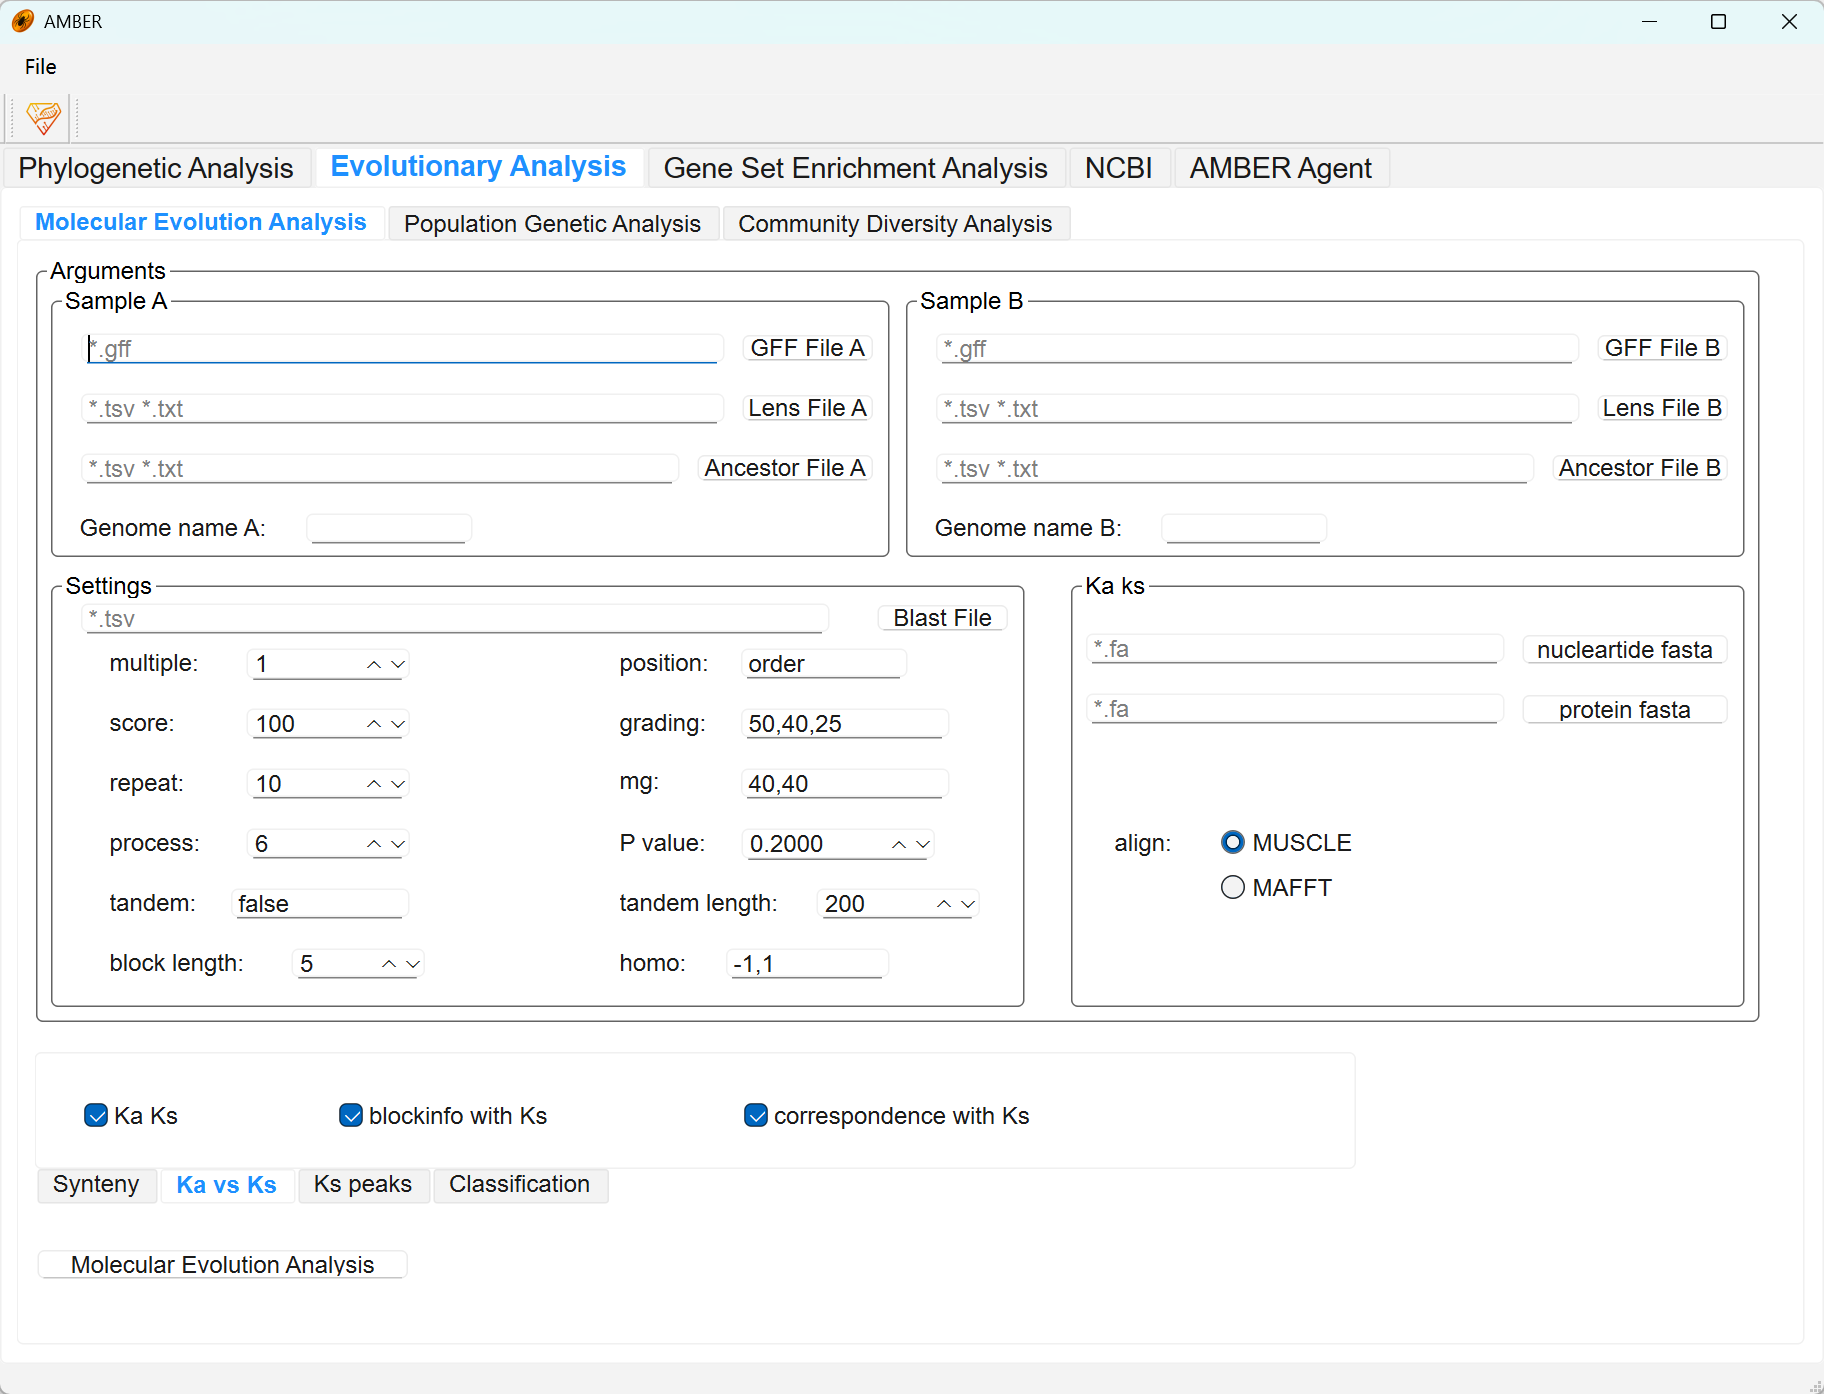 AMBER
File
Phylogenetic Analysis Evolutionary Analysis Gene Set Enrichment Analysis NCBI AMBER Agent
Molecular Evolution Analysis Population Genetic Analysis Community Diversity Analysis
Arguments
Sample A
*.gff GFF File A
*.tsv *.txt Lens File A
*.tsv *.txt Ancestor File A
Genome name A:
Sample B
*.gff GFF File B
*.tsv *.txt Lens File B
*.tsv *.txt Ancestor File B
Genome name B:
Settings
*.tsv Blast File
multiple: 1 position: order
score: 100 grading: 50,40,25
repeat: 10 mg: 40,40
process: 6 P value: 0.2000
tandem: false tandem length: 200
block length: 5 homo: -1,1
Ka ks
*.fa nucleartide fasta
*.fa protein fasta
align: MUSCLE
MAFFT
Ka Ks blockinfo with Ks correspondence with Ks
Synteny Ka vs Ks Ks peaks Classification
Molecular Evolution Analysis